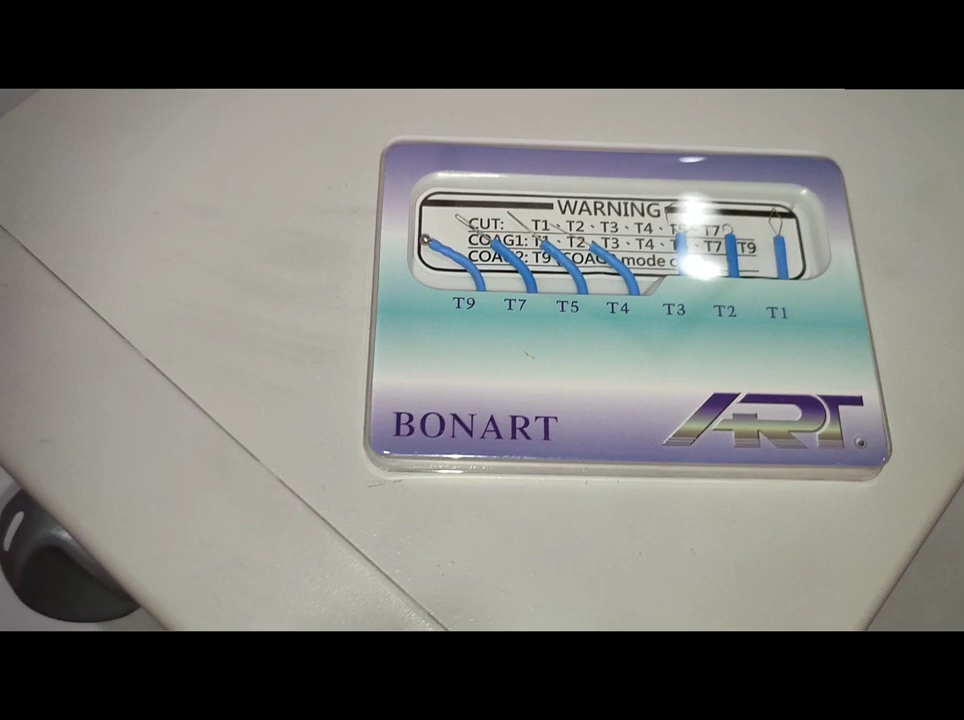 WARNING
CUT: T1、T2、T3、T4、T5、T7
COAG1: T1、T2、T3、T4、 T7、T9
COAG2: T9 (COAG mode
T9 T7 T5 T4 T3 T2 T1
BONART
ART